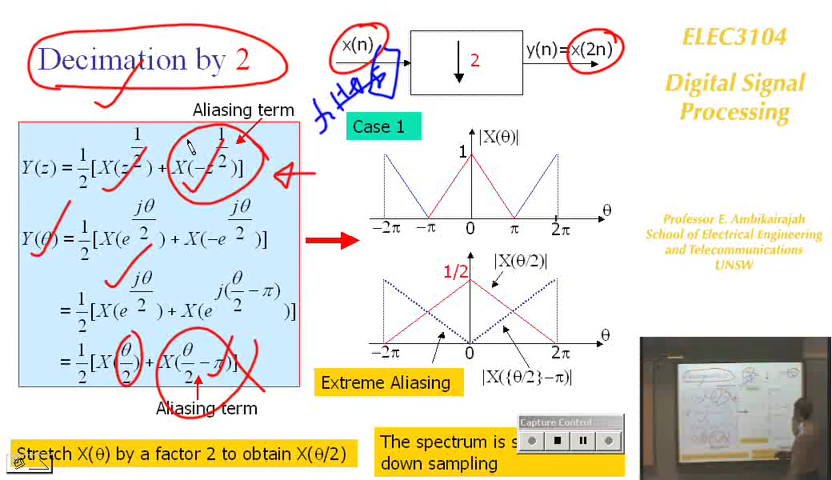 Decimation by 2
x(n)
↓ 2
y(n)=x(2n)
filter
Aliasing term
Case 1
Y(z) = 1/2 [X(z^{1/2}) + X(-z^{1/2})]
Y(θ) = 1/2 [X(e^{jθ/2}) + X(-e^{jθ/2})]
= 1/2 [X(e^{jθ/2}) + X(e^{j(θ/2 - π)})]
= 1/2 [X(θ/2) + X(θ/2 - π)]
Aliasing term
|X(θ)|
1
θ
-2π -π 0 π 2π
1/2
|X(θ/2)|
θ
-2π 0 2π
Extreme Aliasing
|X({θ/2}-π)|
Stretch X(θ) by a factor 2 to obtain X(θ/2)
The spectrum is
down sampling
Capture Control
ELEC3104
Digital Signal
Processing
Professor E. Ambikairajah
School of Electrical Engineering
and Telecommunications
UNSW